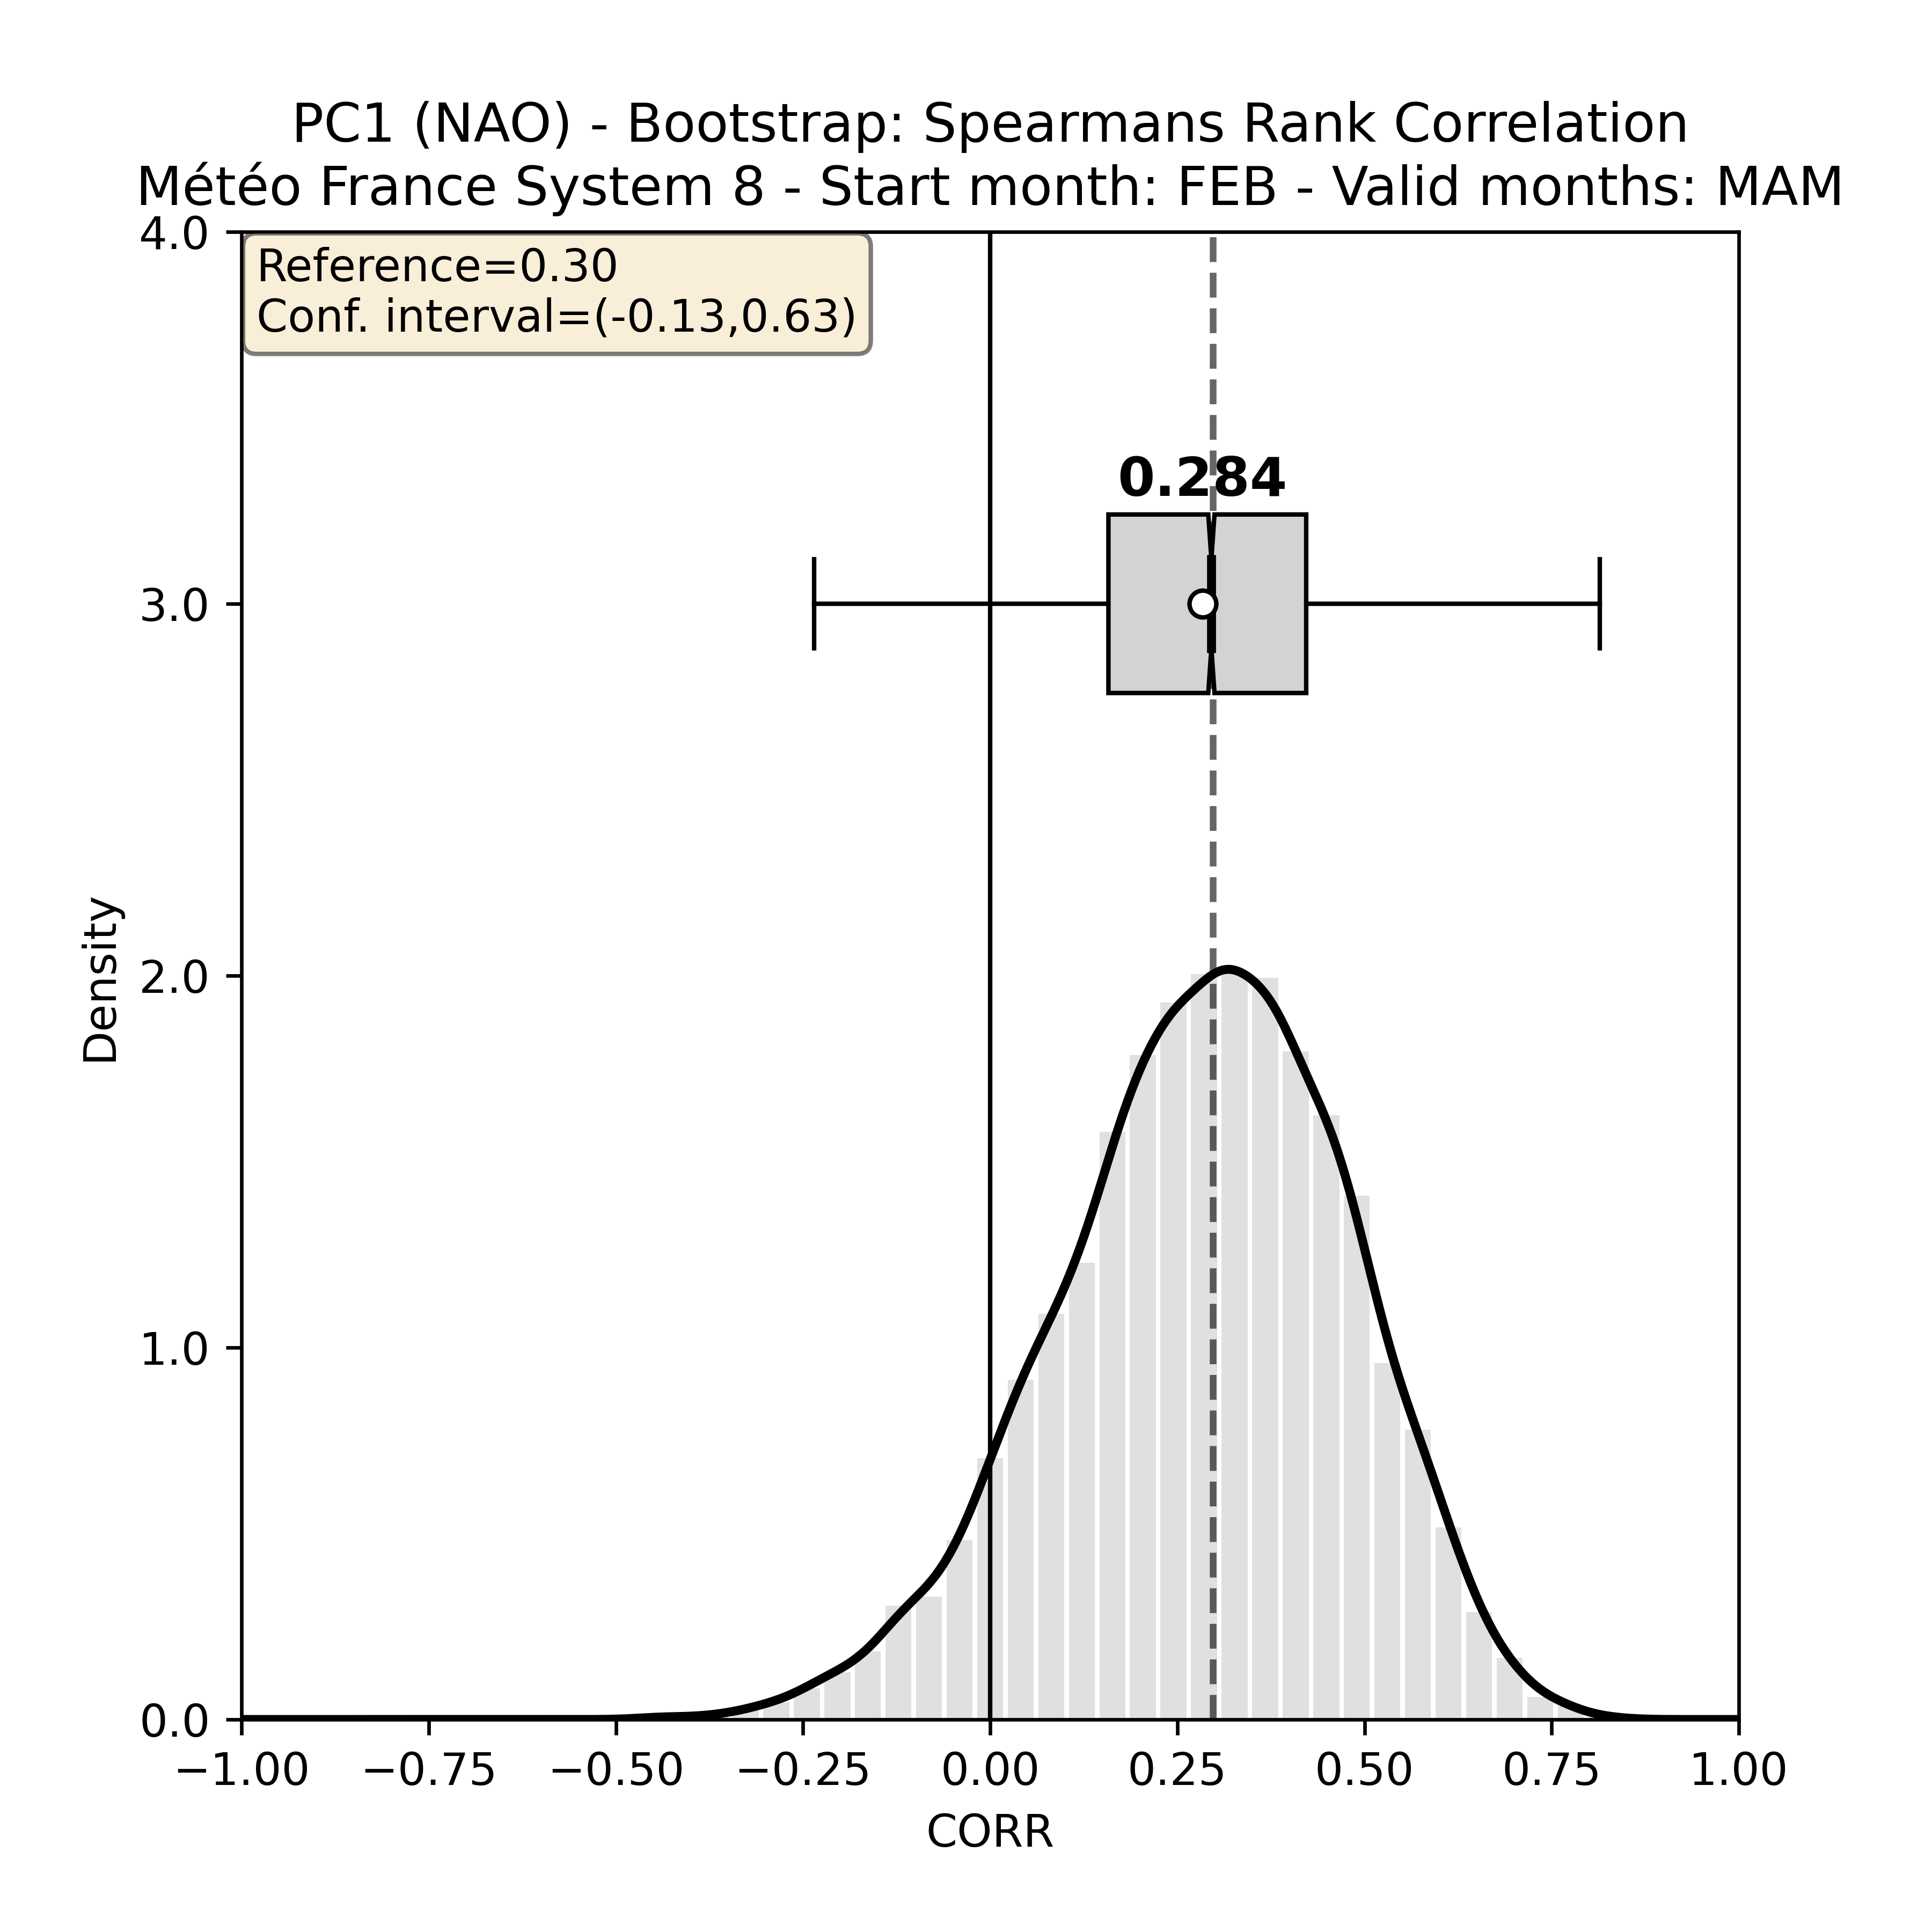 PC1 (NAO) - Bootstrap: Spearmans Rank Correlation
Météo France System 8 - Start month: FEB - Valid months: MAM
Reference=0.30
Conf. interval=(-0.13,0.63)
0.284
Density
4.0
3.0
2.0
1.0
0.0
−1.00 −0.75 −0.50 −0.25 0.00 0.25 0.50 0.75 1.00
CORR